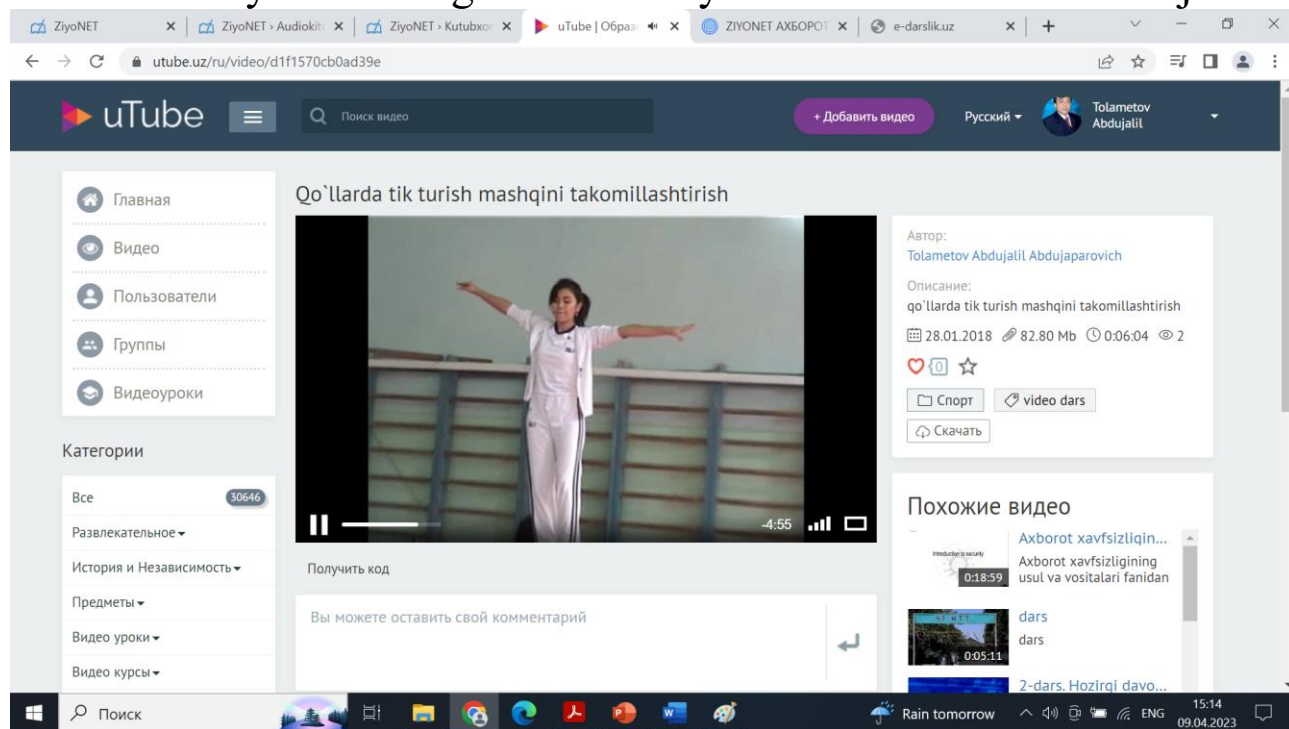 ZiyoNET
ZiyoNET › Audiokit
ZiyoNET › Kutubxon
uTube | Образ
ZIYONET АХБОРОТ
e-darslik.uz
utube.uz/ru/video/d1f1570cb0ad39e
uTube
Поиск видео
+ Добавить видео
Русский
Tolametov
Abdujalil
Главная
Видео
Пользователи
Группы
Видеоуроки
Категории
Все 30646
Развлекательное
История и Независимость
Предметы
Видео уроки
Видео курсы
Qo`llarda tik turish mashqini takomillashtirish
-4:55
Получить код
Вы можете оставить свой комментарий
Автор:
Tolametov Abdujalil Abdujaparovich
Описание:
qo`llarda tik turish mashqini takomillashtirish
28.01.2018 82.80 Mb 0:06:04 2
0
Спорт video dars
Скачать
Похожие видео
Introduction to security
0:18:59
Axborot xavfsizligin...
Axborot xavfsizligining
usul va vositalari fanidan
0:05:11
dars
dars
2-dars. Hozirgi davo...
Поиск
Rain tomorrow
ENG
15:14
09.04.2023